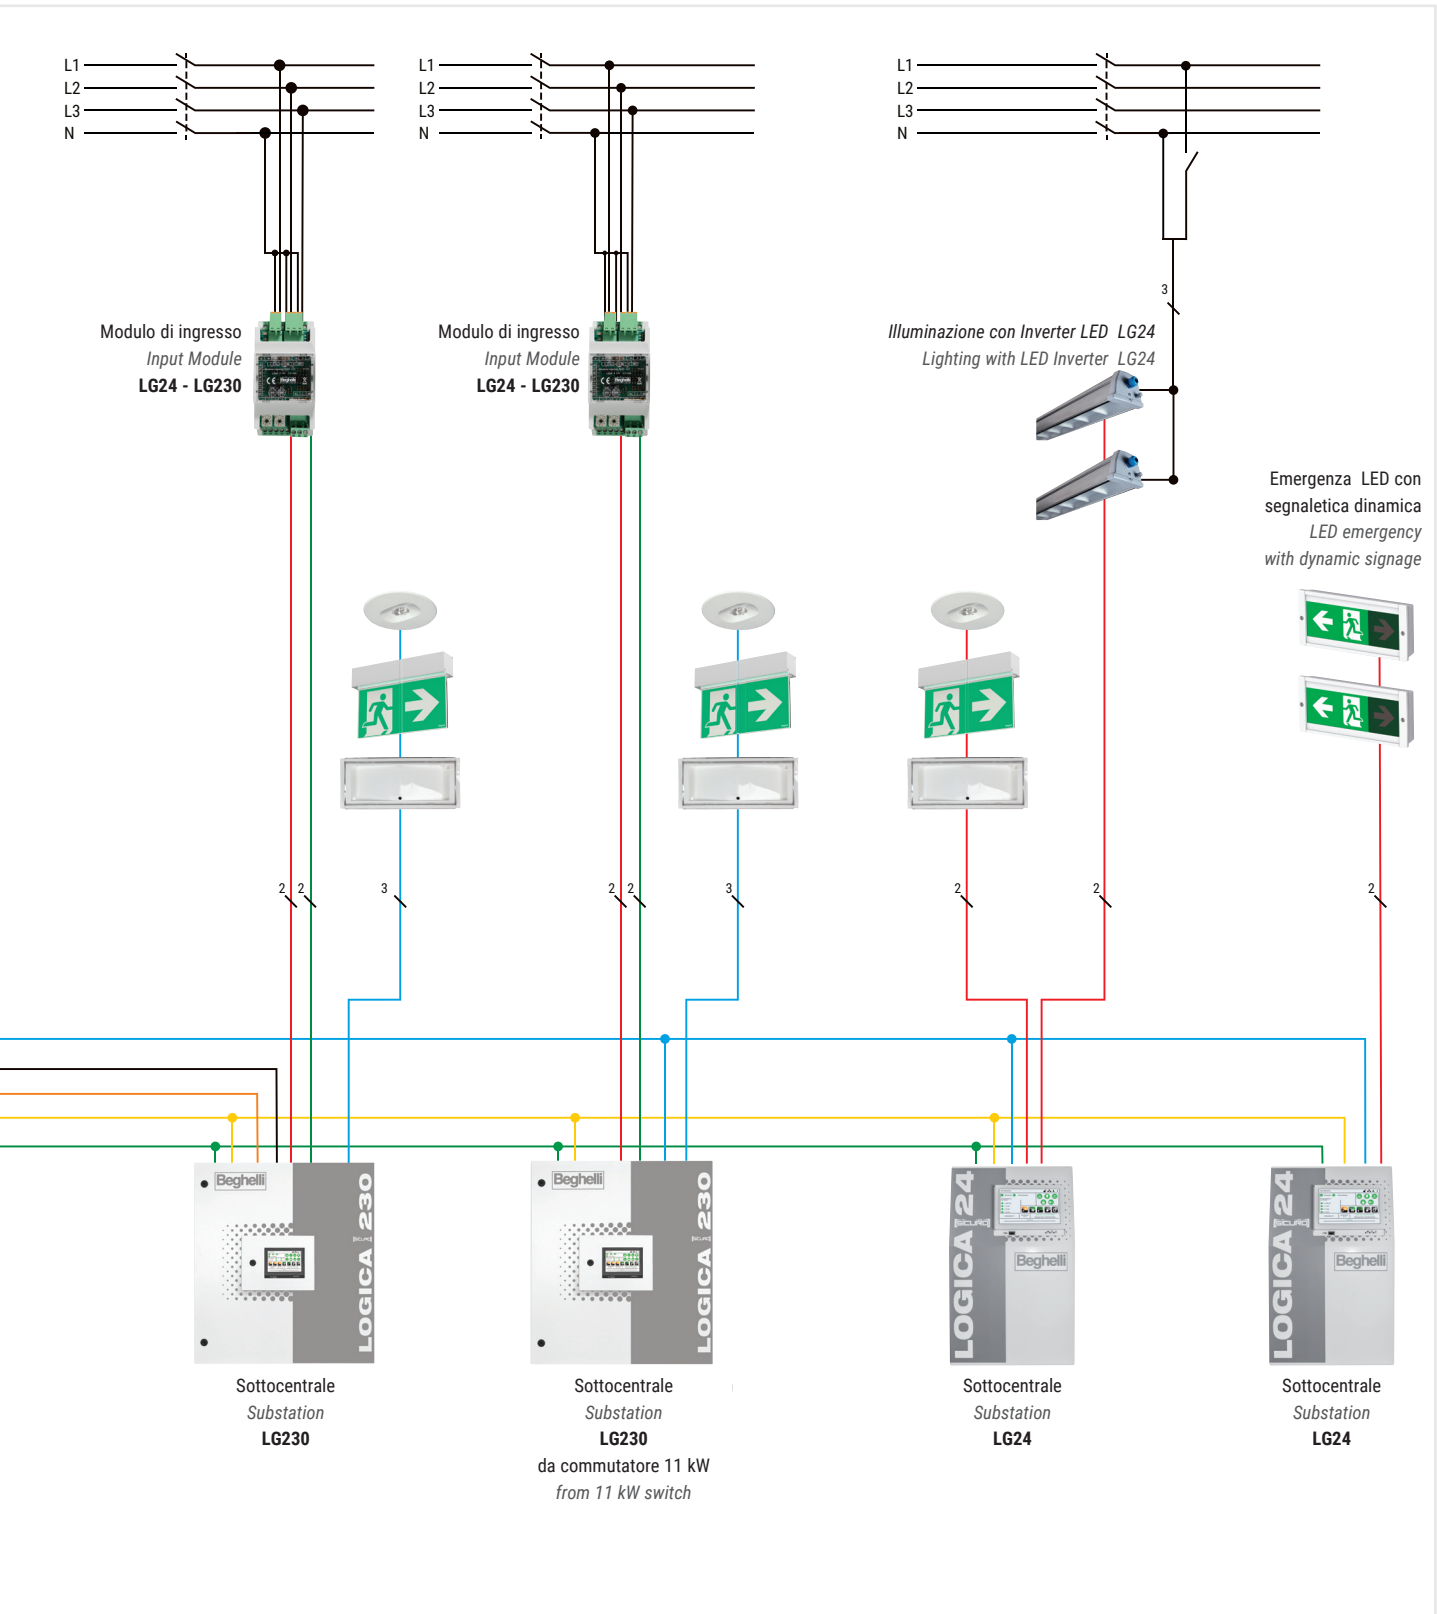 L1
L2
L3
N
L1
L2
L3
N
L1
L2
L3
N
3
Modulo di ingresso
Input Module
LG24 - LG230
Modulo di ingresso
Input Module
LG24 - LG230
Illuminazione con Inverter LED LG24
Lighting with LED Inverter LG24
Emergenza LED con
segnaletica dinamica
LED emergency
with dynamic signage
2
2
3
2
2
3
2
2
2
Beghelli
LOGICA 230
Beghelli
LOGICA 230
LOGICA 24
Beghelli
LOGICA 24
Beghelli
Sottocentrale
Substation
LG230
Sottocentrale
Substation
LG230
da commutatore 11 kW
from 11 kW switch
Sottocentrale
Substation
LG24
Sottocentrale
Substation
LG24